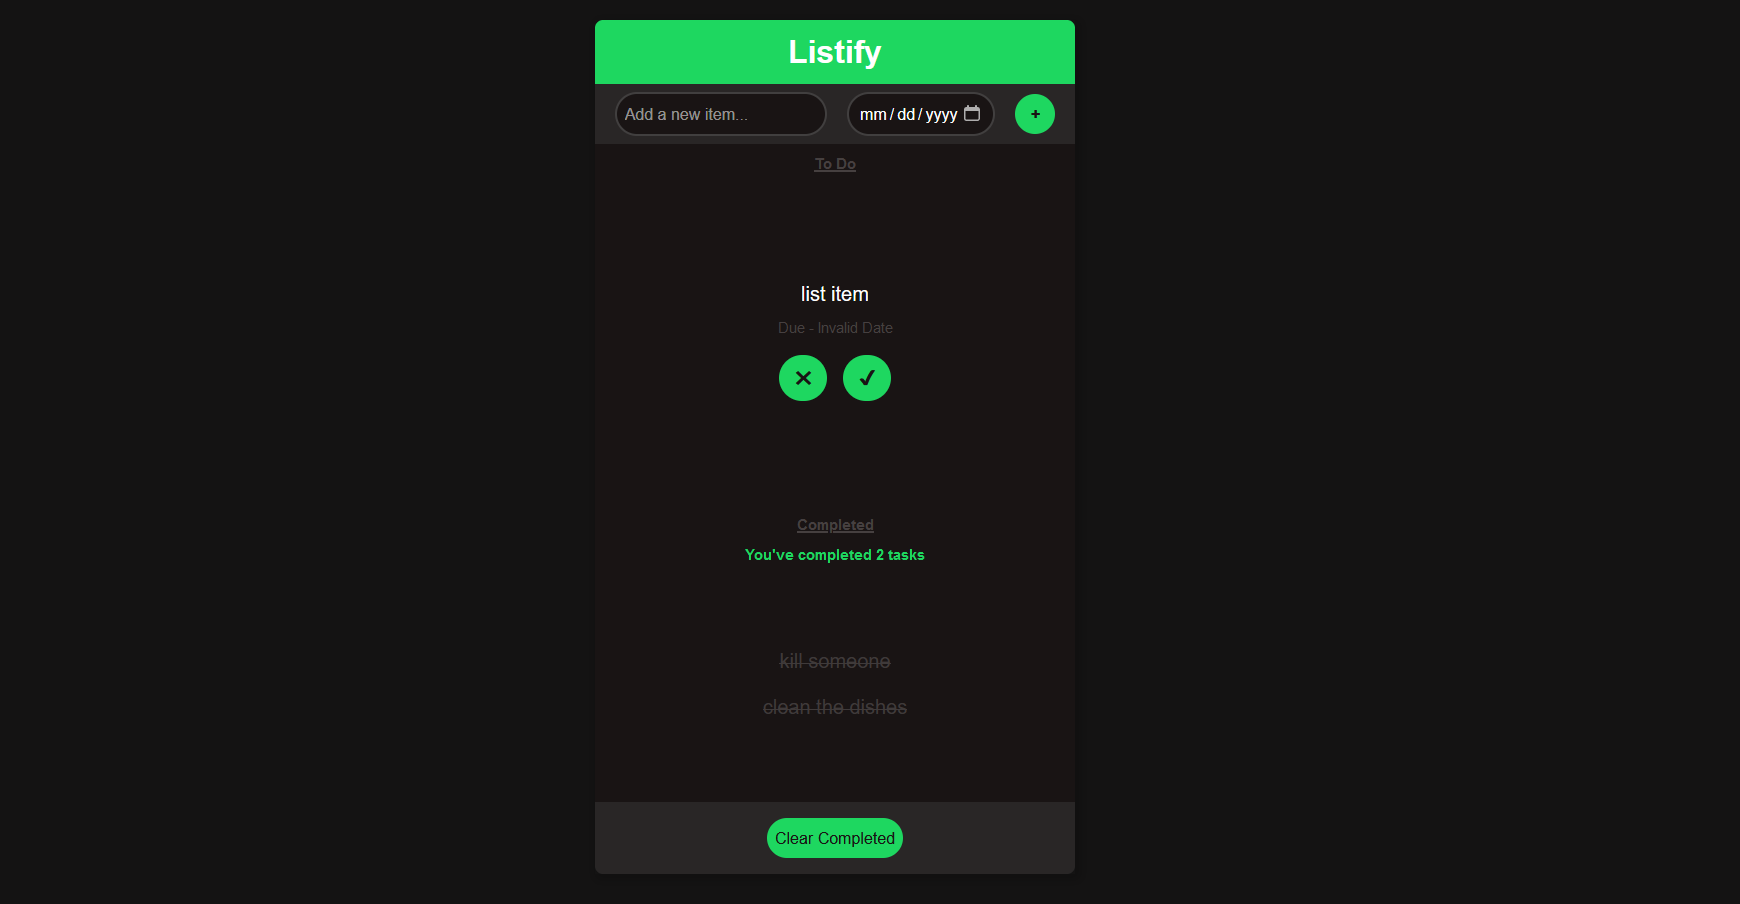 Listify
Add a new item...
mm/dd/yyyy
+
To Do
list item
Due - Invalid Date
Completed
You've completed 2 tasks
kill someone
clean the dishes
Clear Completed